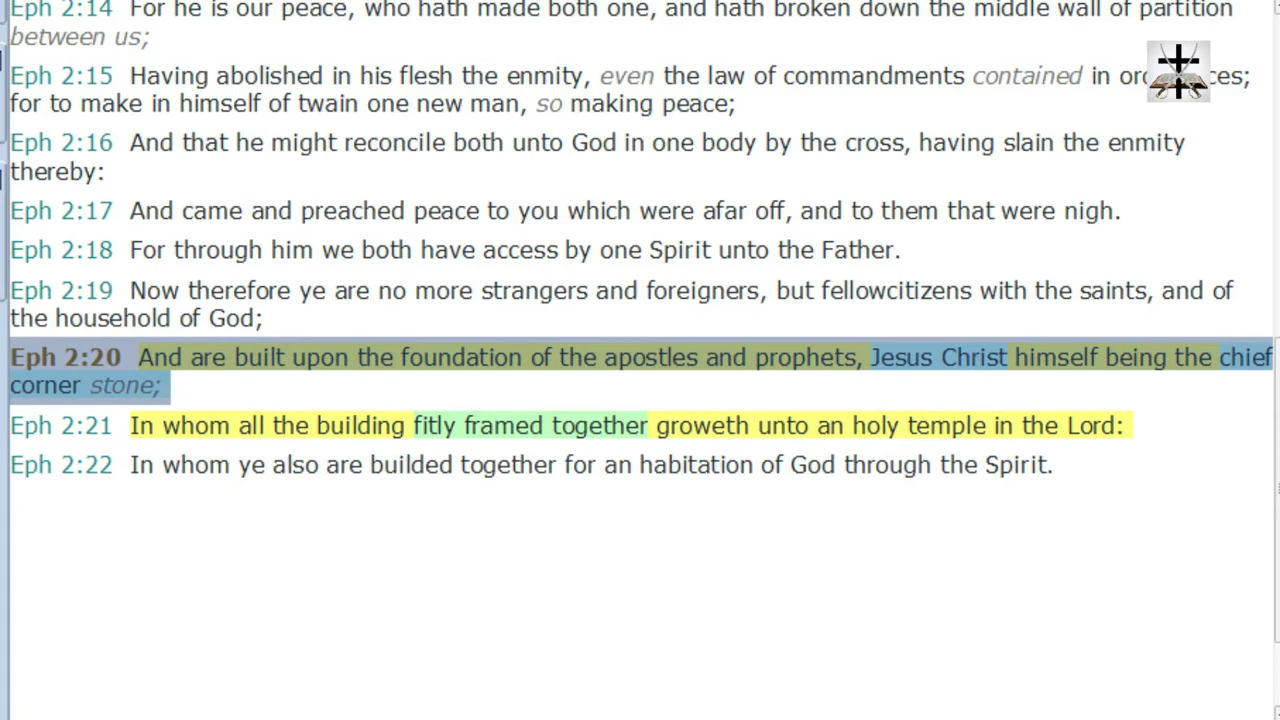 Eph 2:14 For he is our peace, who hath made both one, and hath broken down the middle wall of partition
between us;
Eph 2:15 Having abolished in his flesh the enmity, even the law of commandments contained in
for to make in himself of twain one new man, so making peace;
Eph 2:16 And that he might reconcile both unto God in one body by the cross, having slain the enmity
thereby:
Eph 2:17 And came and preached peace to you which were afar off, and to them that were nigh.
Eph 2:18 For through him we both have access by one Spirit unto the Father.
Eph 2:19 Now therefore ye are no more strangers and foreigners, but fellowcitizens with the saints, and of
the household of God;
Eph 2:20 And are built upon the foundation of the apostles and prophets, Jesus Christ himself being the chief
corner stone;
Eph 2:21 In whom all the building fitly framed together groweth unto an holy temple in the Lord:
Eph 2:22 In whom ye also are builded together for an habitation of God through the Spirit.